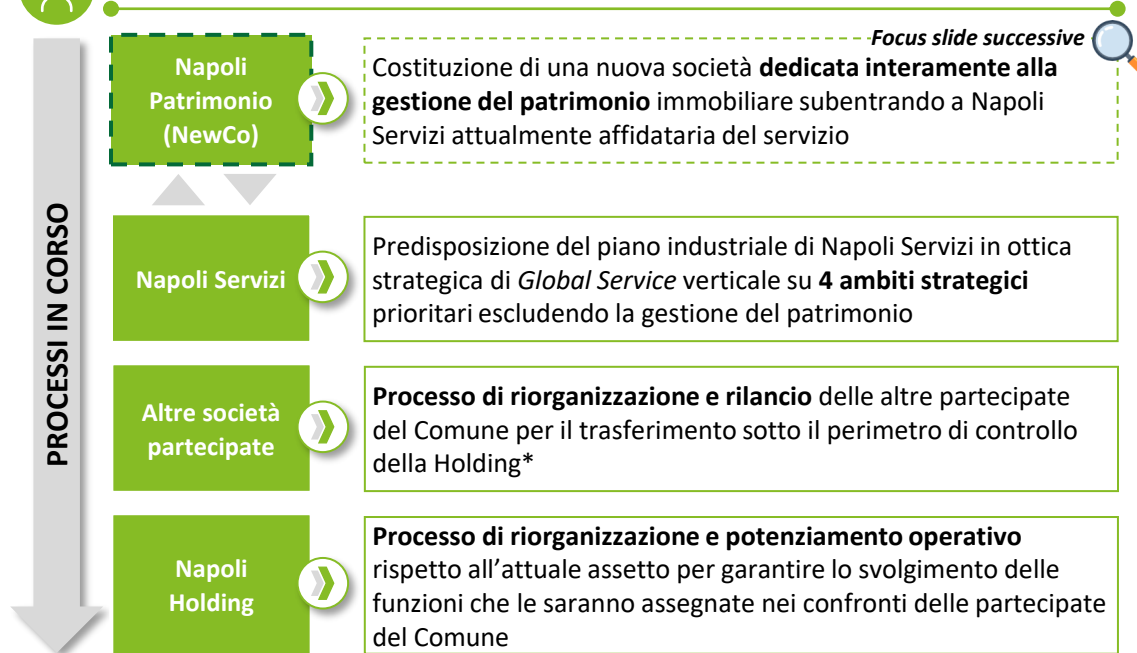 Focus slide successive
Napoli
Patrimonio
(NewCo)
Costituzione di una nuova società dedicata interamente alla
gestione del patrimonio immobiliare subentrando a Napoli
Servizi attualmente affidataria del servizio
PROCESSI IN CORSO
Napoli Servizi
Predisposizione del piano industriale di Napoli Servizi in ottica
strategica di Global Service verticale su 4 ambiti strategici
prioritari escludendo la gestione del patrimonio
Altre società
partecipate
Processo di riorganizzazione e rilancio delle altre partecipate
del Comune per il trasferimento sotto il perimetro di controllo
della Holding*
Napoli
Holding
Processo di riorganizzazione e potenziamento operativo
rispetto all’attuale assetto per garantire lo svolgimento delle
funzioni che le saranno assegnate nei confronti delle partecipate
del Comune